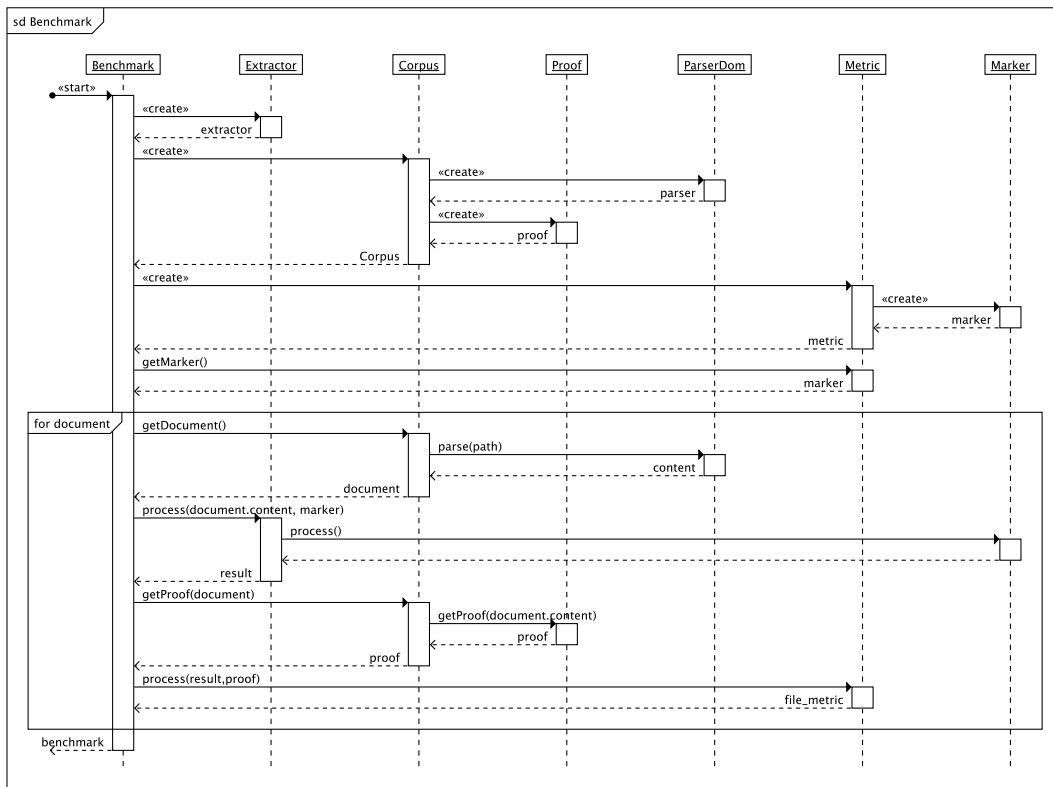 sd Benchmark
Benchmark Extractor Corpus Proof ParserDom Metric Marker
«start»
«create»
extractor
«create»
«create»
parser
«create»
proof
Corpus
«create»
«create»
marker
metric
getMarker()
marker
for document
getDocument()
parse(path)
content
document
process(document.content, marker)
process()
result
getProof(document)
getProof(document.content)
proof
proof
process(result,proof)
file_metric
benchmark